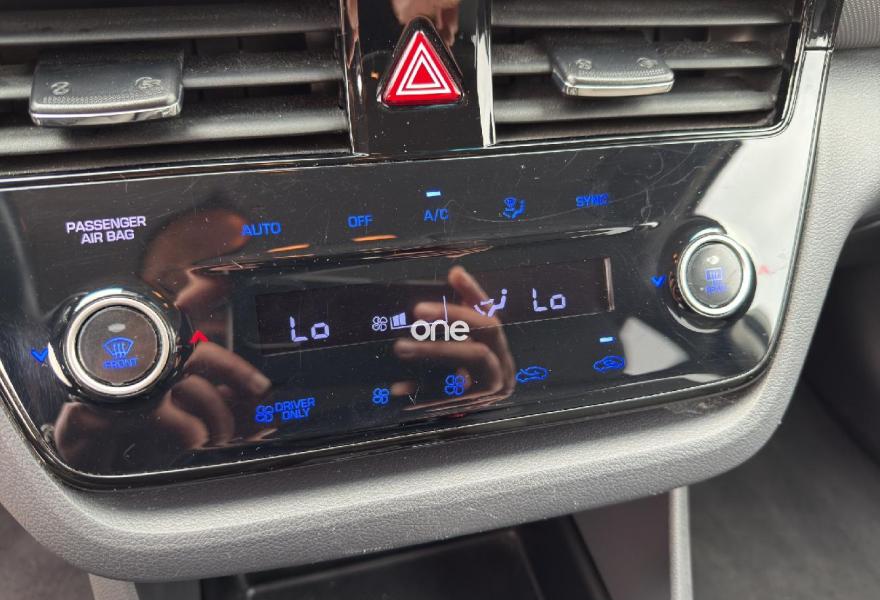 PASSENGER
AIR BAG
AUTO
OFF
A/C
SYNC
Lo
one
Lo
FRONT
DRIVER
ONLY